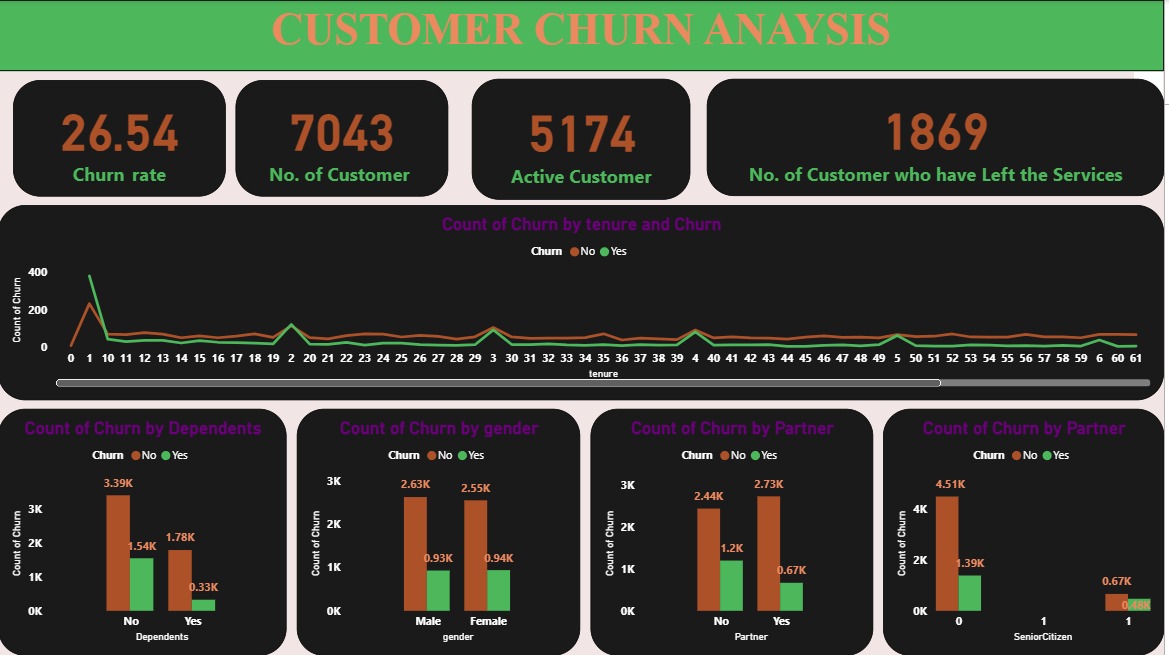 CUSTOMER CHURN ANAYSIS
26.54
Churn rate
7043
No. of Customer
5174
Active Customer
1869
No. of Customer who have Left the Services
Count of Churn by tenure and Churn
Churn No Yes
Count of Churn
400
200
0
0 1 10 11 12 13 14 15 16 17 18 19 2 20 21 22 23 24 25 26 27 28 29 3 30 31 32 33 34 35 36 37 38 39 4 40 41 42 43 44 45 46 47 48 49 5 50 51 52 53 54 55 56 57 58 59 6 60 61
tenure
Count of Churn by Dependents
Churn No Yes
Count of Churn
3K
2K
1K
0K
3.39K
1.54K
1.78K
0.33K
No Yes
Dependents
Count of Churn by gender
Churn No Yes
Count of Churn
3K
2K
1K
0K
2.63K
0.93K
2.55K
0.94K
Male Female
gender
Count of Churn by Partner
Churn No Yes
Count of Churn
3K
2K
1K
0K
2.44K
1.2K
2.73K
0.67K
No Yes
Partner
Count of Churn by Partner
Churn No Yes
Count of Churn
4K
2K
0K
4.51K
1.39K
0.67K
0.48K
0 1 1
SeniorCitizen